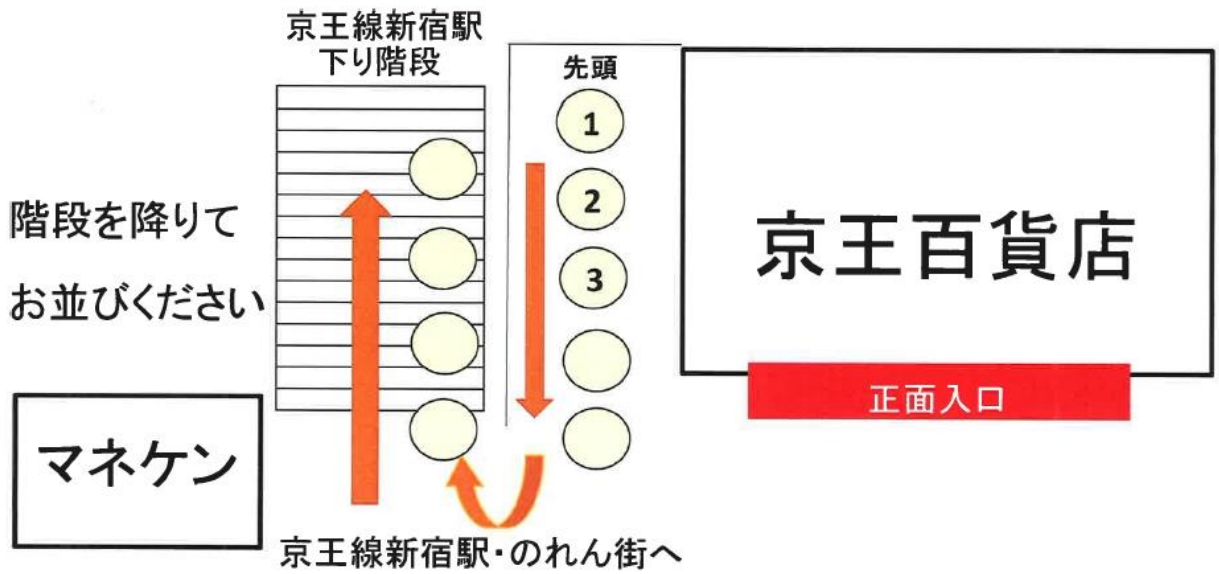 京王線新宿駅
下り階段
先頭
1
2
3
階段を降りて
お並びください
京王百貨店
正面入口
マネケン
京王線新宿駅・のれん街へ